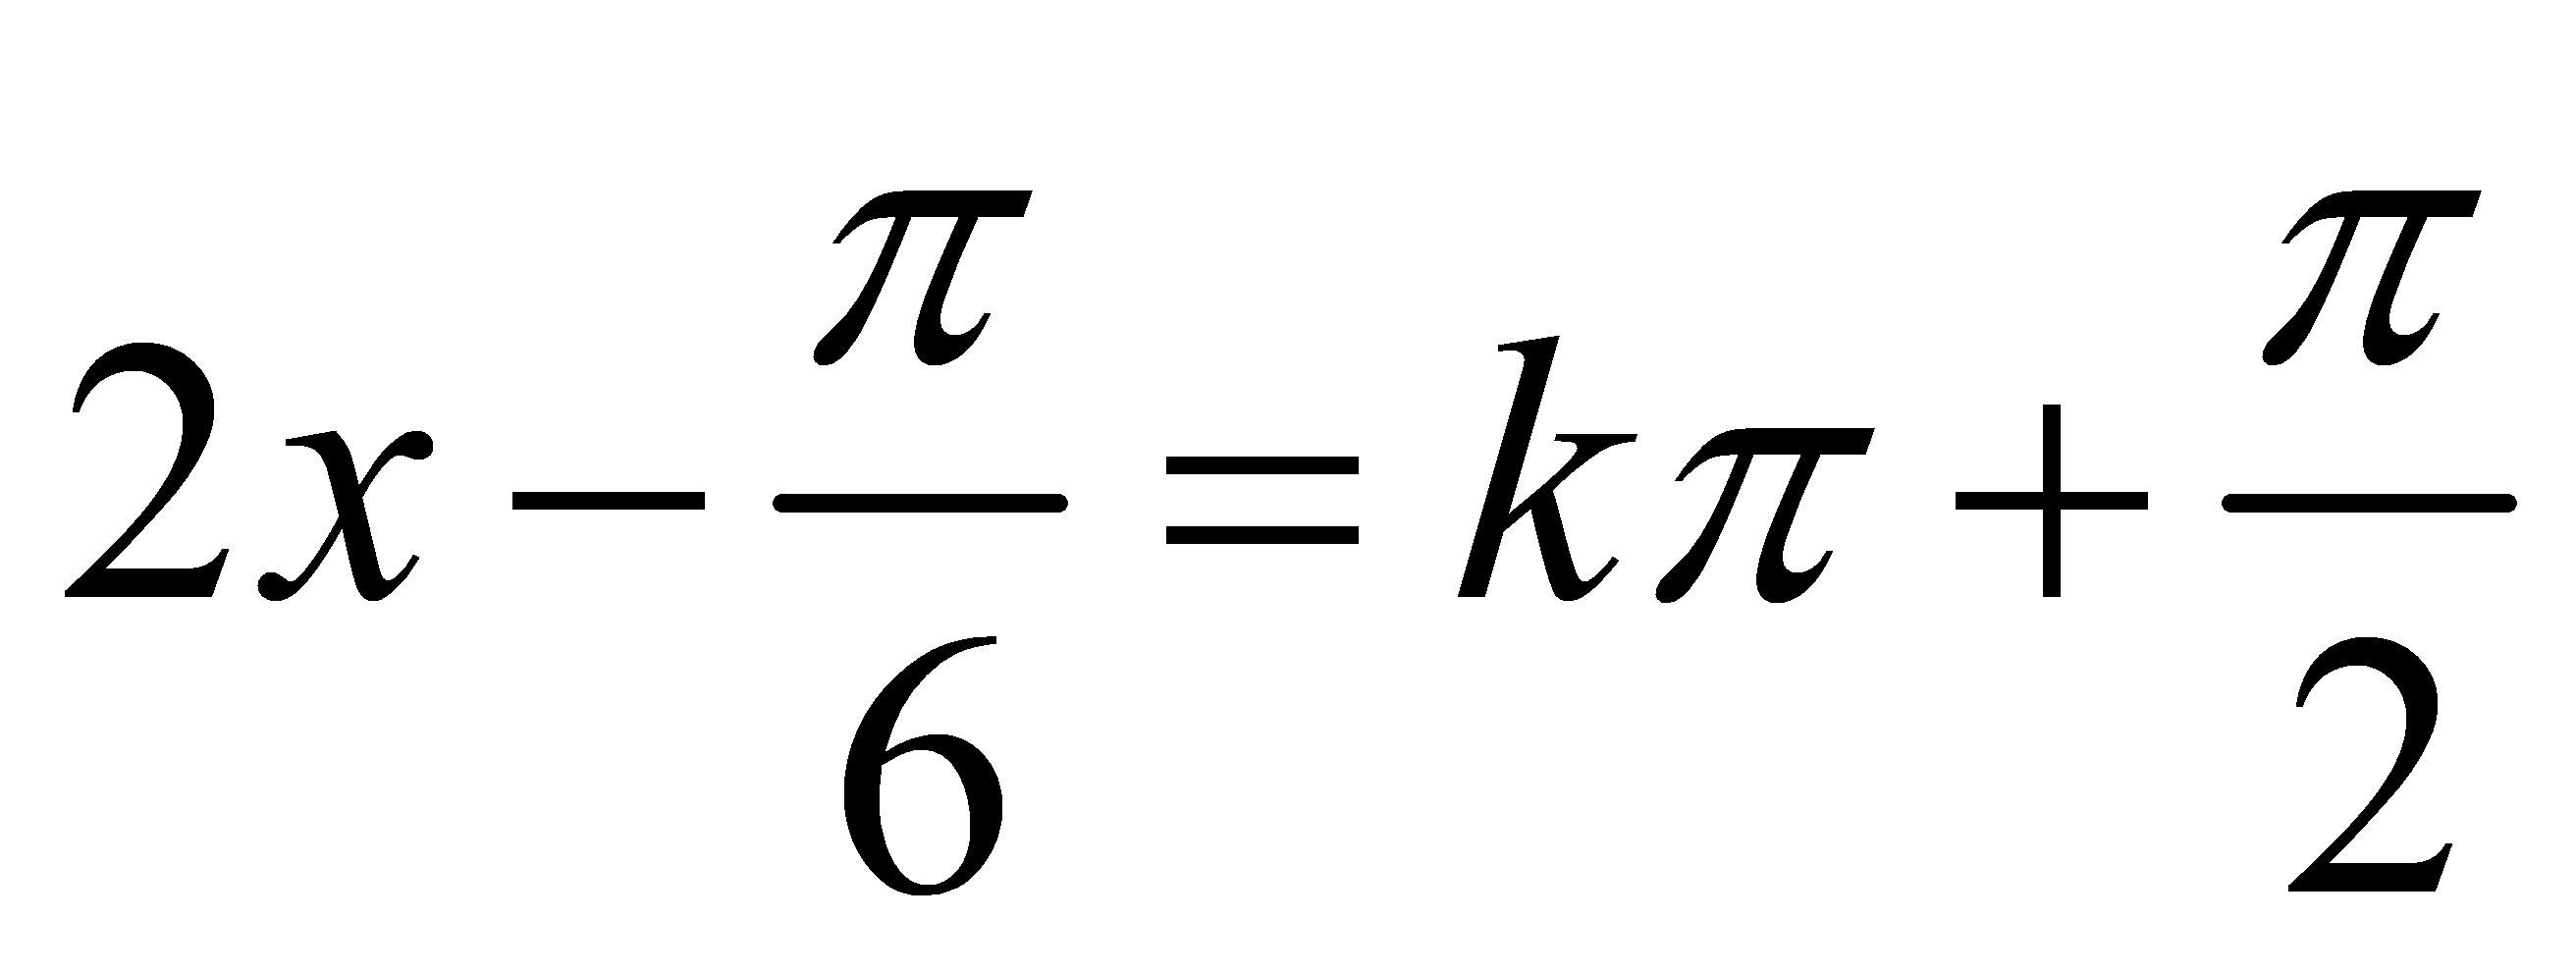 2x − π/6 = kπ + π/2